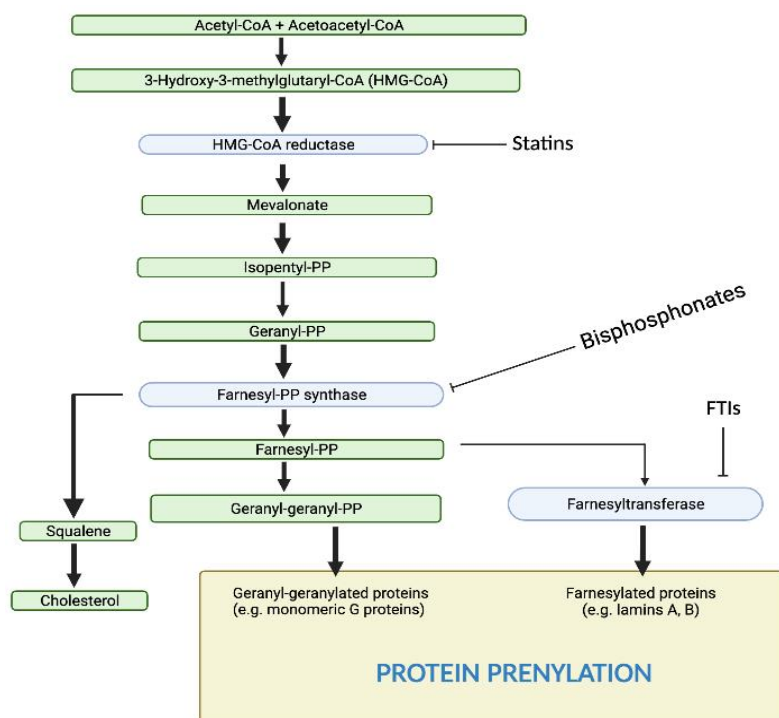 Acetyl-CoA + Acetoacetyl-CoA
3-Hydroxy-3-methylglutaryl-CoA (HMG-CoA)
HMG-CoA reductase
Statins
Mevalonate
Isopentyl-PP
Geranyl-PP
Bisphosphonates
Farnesyl-PP synthase
FTIs
Farnesyl-PP
Geranyl-geranyl-PP
Farnesyltransferase
Squalene
Cholesterol
Geranyl-geranylated proteins
(e.g. monomeric G proteins)
Farnesylated proteins
(e.g. lamins A, B)
PROTEIN PRENYLATION